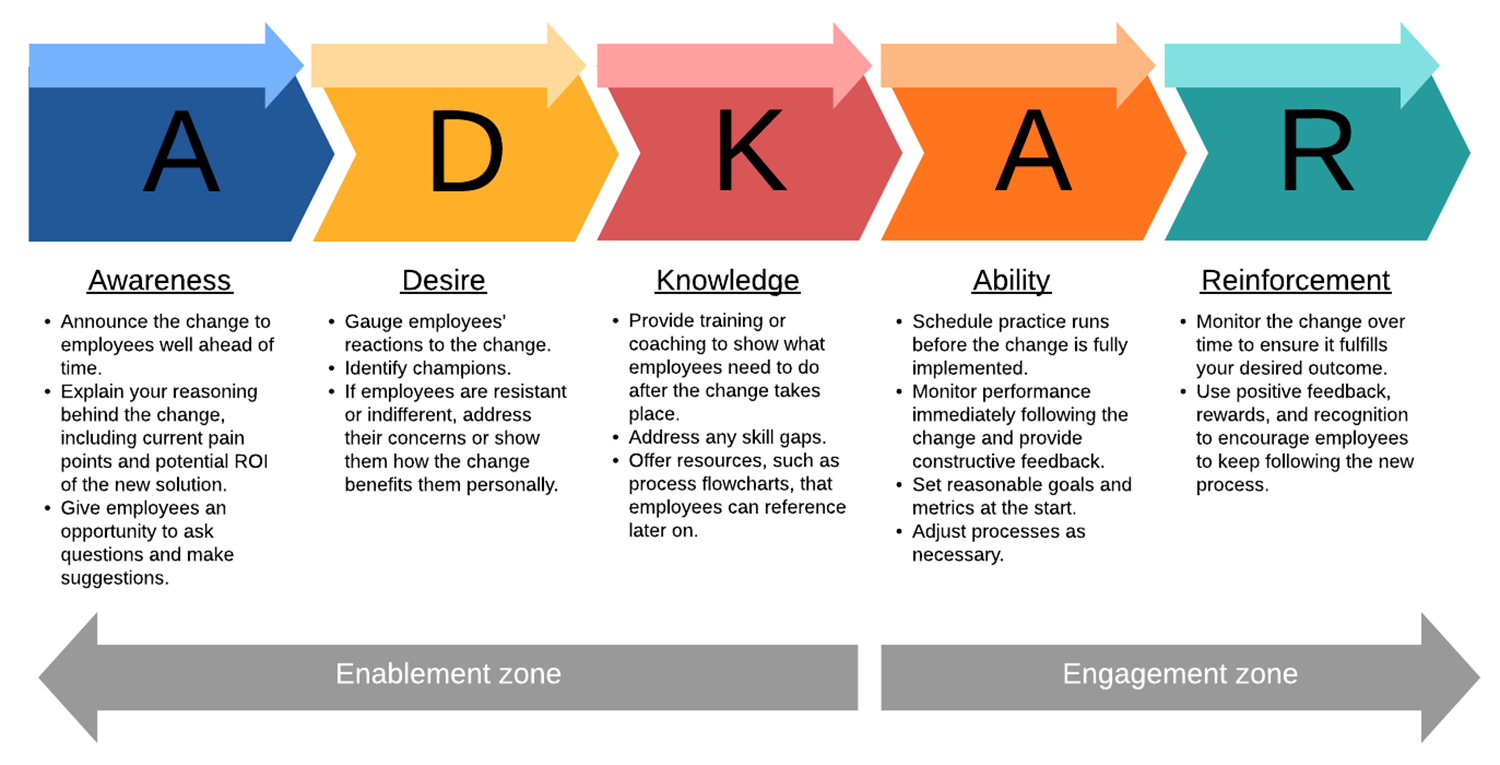 A
D
K
A
R
Awareness
• Announce the change to
employees well ahead of
time.
• Explain your reasoning
behind the change,
including current pain
points and potential ROI
of the new solution.
• Give employees an
opportunity to ask
questions and make
suggestions.
Desire
• Gauge employees'
reactions to the change.
• Identify champions.
• If employees are resistant
or indifferent, address
their concerns or show
them how the change
benefits them personally.
Knowledge
• Provide training or
coaching to show what
employees need to do
after the change takes
place.
• Address any skill gaps.
• Offer resources, such as
process flowcharts, that
employees can reference
later on.
Ability
• Schedule practice runs
before the change is fully
implemented.
• Monitor performance
immediately following the
change and provide
constructive feedback.
• Set reasonable goals and
metrics at the start.
• Adjust processes as
necessary.
Reinforcement
• Monitor the change over
time to ensure it fulfills
your desired outcome.
• Use positive feedback,
rewards, and recognition
to encourage employees
to keep following the new
process.
Enablement zone
Engagement zone